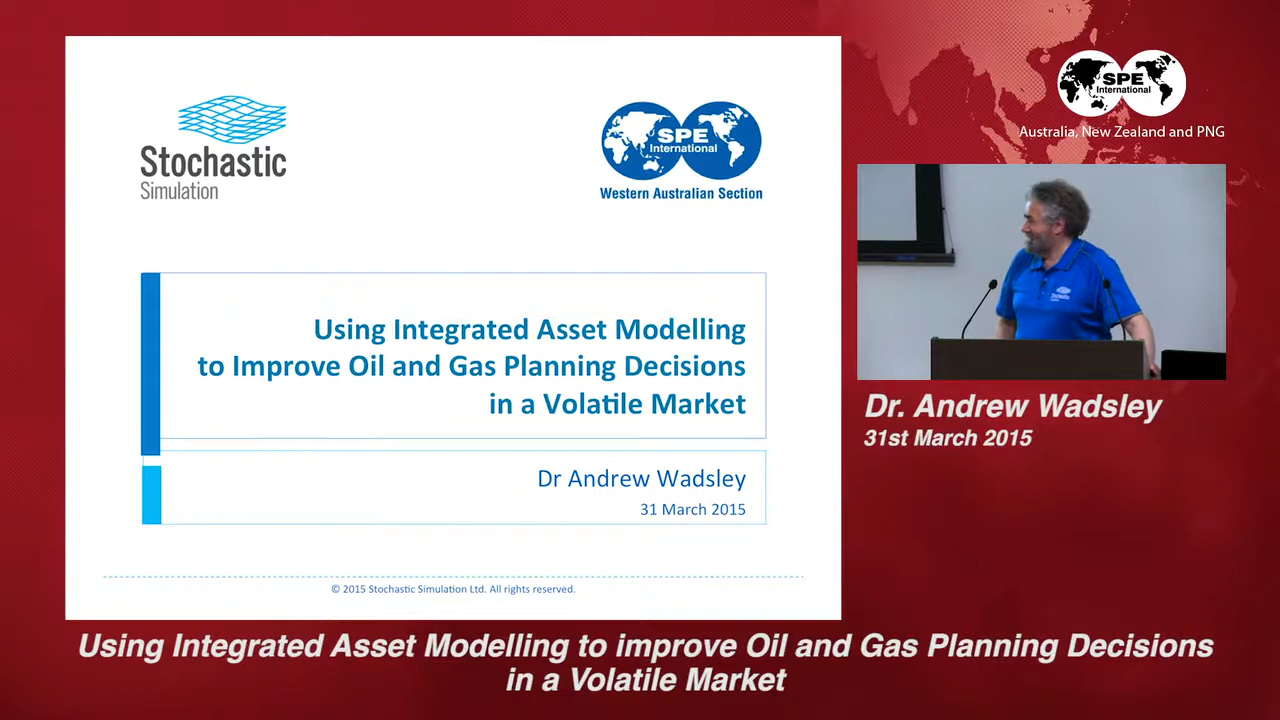 Stochastic
Simulation
SPE
International
Western Australian Section
Using Integrated Asset Modelling
to Improve Oil and Gas Planning Decisions
in a Volatile Market
Dr Andrew Wadsley
31 March 2015
© 2015 Stochastic Simulation Ltd. All rights reserved.
SPE
International
Australia, New Zealand and PNG
Stochastic
Dr. Andrew Wadsley
31st March 2015
Using Integrated Asset Modelling to improve Oil and Gas Planning Decisions
in a Volatile Market